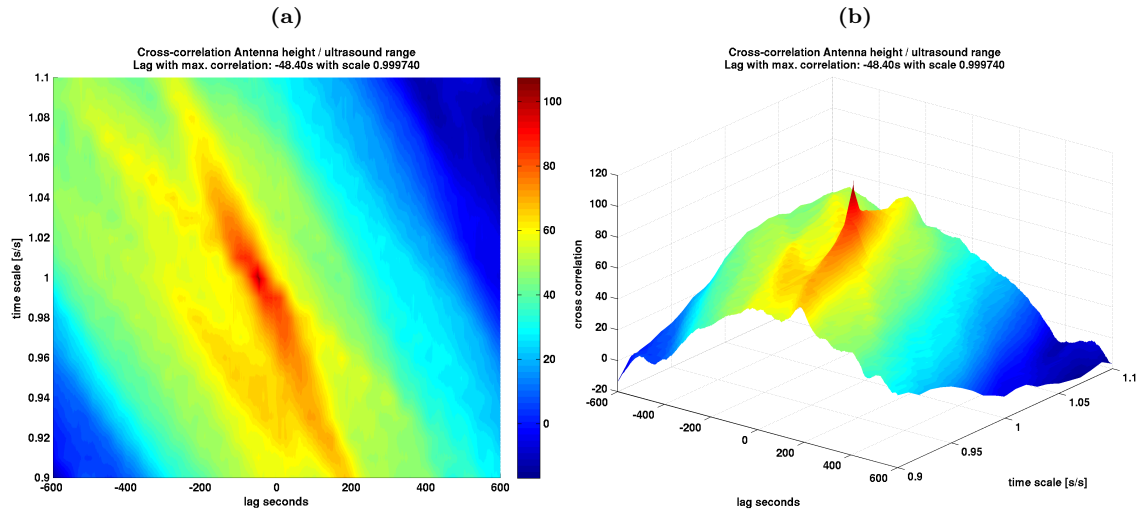 (a)
Cross-correlation Antenna height / ultrasound range
Lag with max. correlation: -48.40s with scale 0.999740
1.1
1.08
1.06
1.04
1.02
1
0.98
0.96
0.94
0.92
0.9
time scale [s/s]
-600 -400 -200 0 200 400 600
lag seconds
100
80
60
40
20
0
(b)
Cross-correlation Antenna height / ultrasound range
Lag with max. correlation: -48.40s with scale 0.999740
120
100
80
60
40
20
0
-20
cross correlation
-600 -400 -200 0 200 400 600
lag seconds
0.9 0.95 1 1.05 1.1
time scale [s/s]